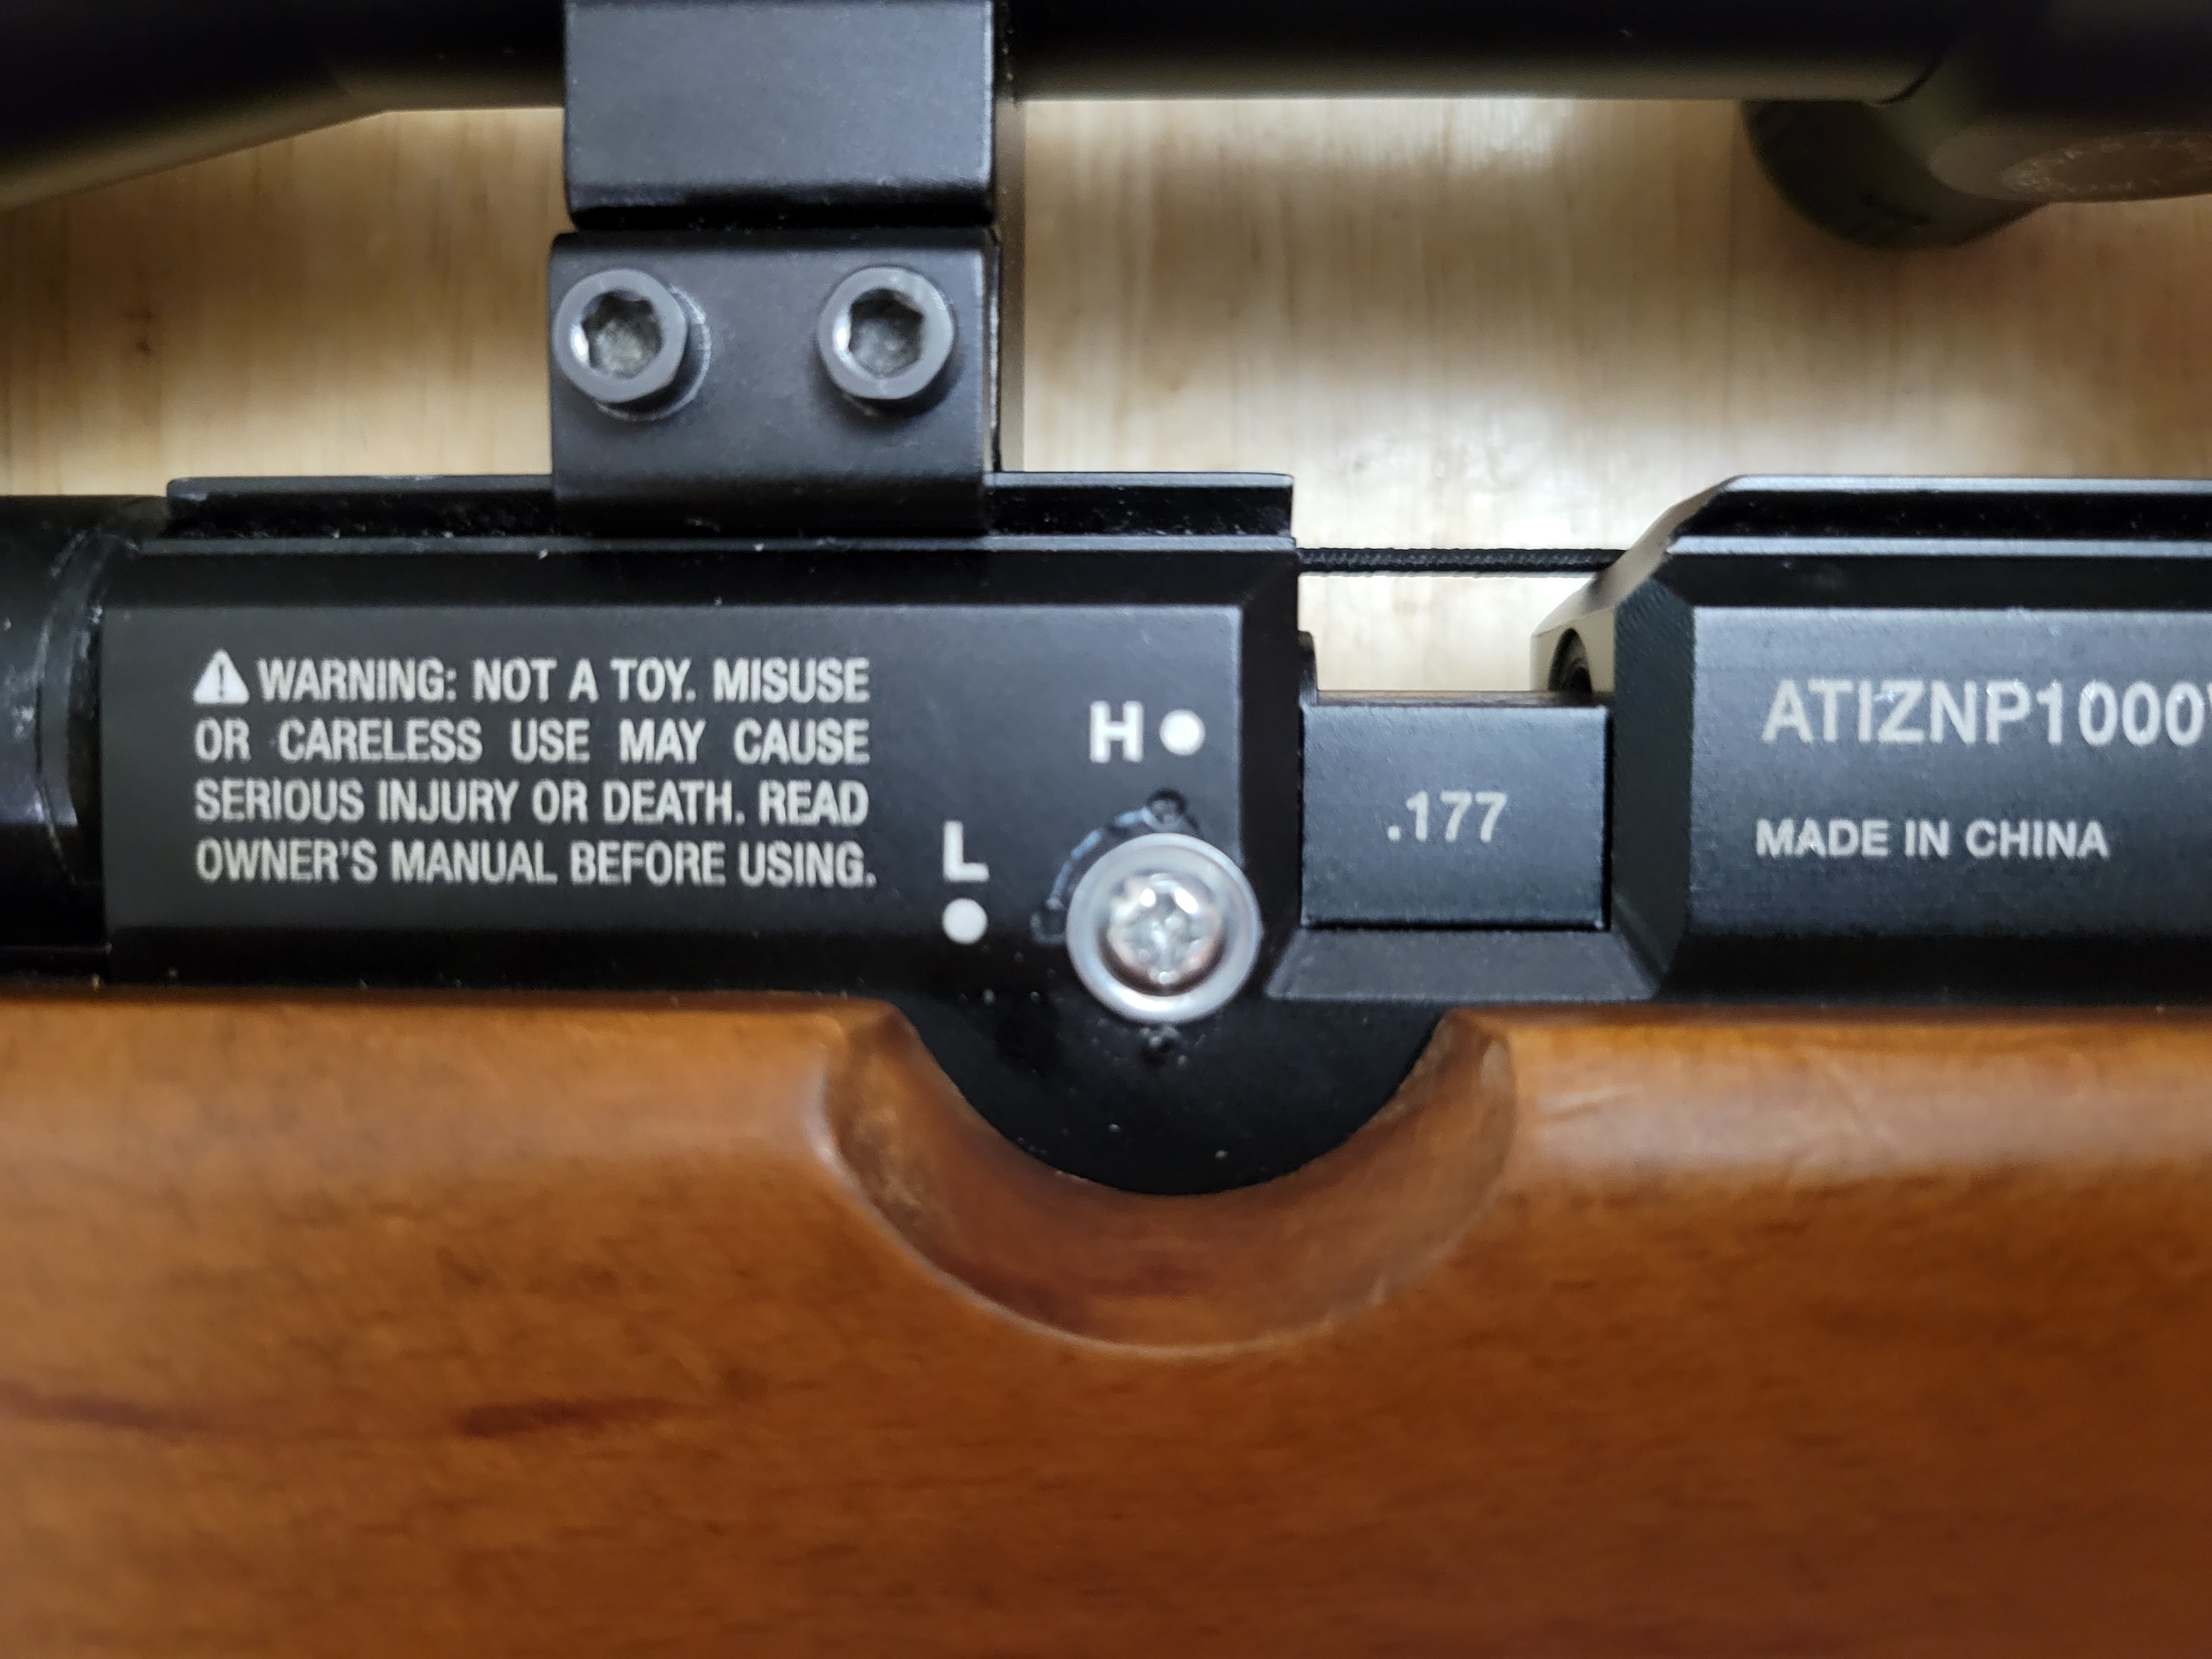 WARNING: NOT A TOY. MISUSE
OR CARELESS USE MAY CAUSE
SERIOUS INJURY OR DEATH. READ
OWNER'S MANUAL BEFORE USING.
H
L
.177
ATIZNP1000
MADE IN CHINA